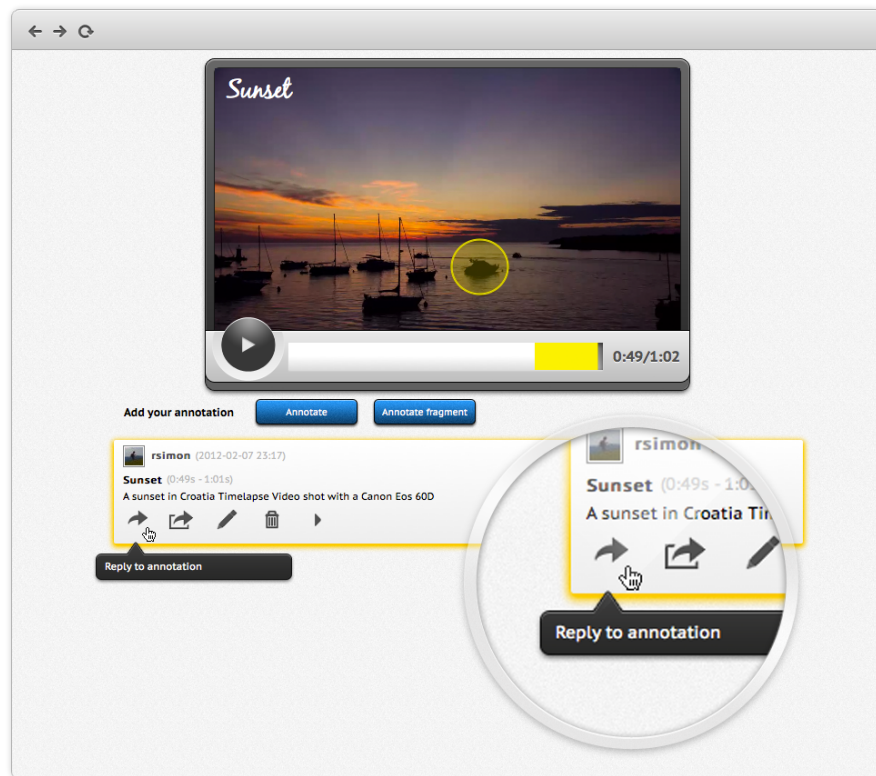 Sunset
0:49/1:02
Add your annotation Annotate Annotate fragment
rsimon (2012-02-07 23:17)
Sunset (0:49s - 1:01s)
A sunset in Croatia Timelapse Video shot with a Canon Eos 60D
Reply to annotation
rsimon
Sunset (0:49s - 1:0
A sunset in Croatia Tim
Reply to annotation